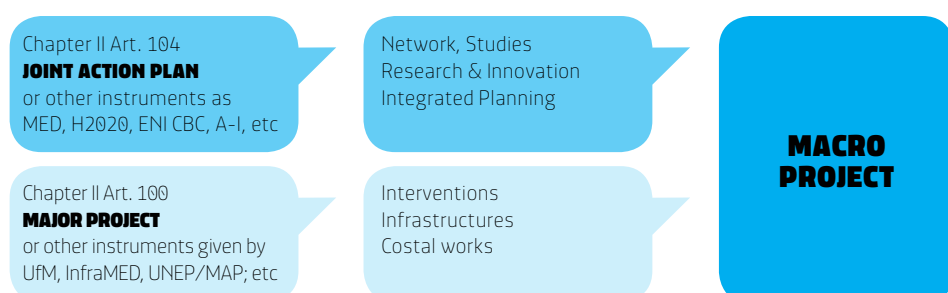 Chapter II Art. 104
JOINT ACTION PLAN
or other instruments as
MED, H2020, ENI CBC, A-I, etc
Network, Studies
Research & Innovation
Integrated Planning
Chapter II Art. 100
MAJOR PROJECT
or other instruments given by
UfM, InfraMED, UNEP/MAP; etc
Interventions
Infrastructures
Costal works
MACRO
PROJECT